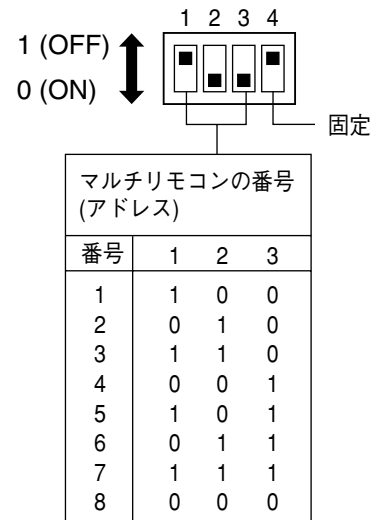 1 2 3 4
1 (OFF)
0 (ON)
固定
マルチリモコンの番号
(アドレス)
番号 1 2 3
1 1 0 0
2 0 1 0
3 1 1 0
4 0 0 1
5 1 0 1
6 0 1 1
7 1 1 1
8 0 0 0